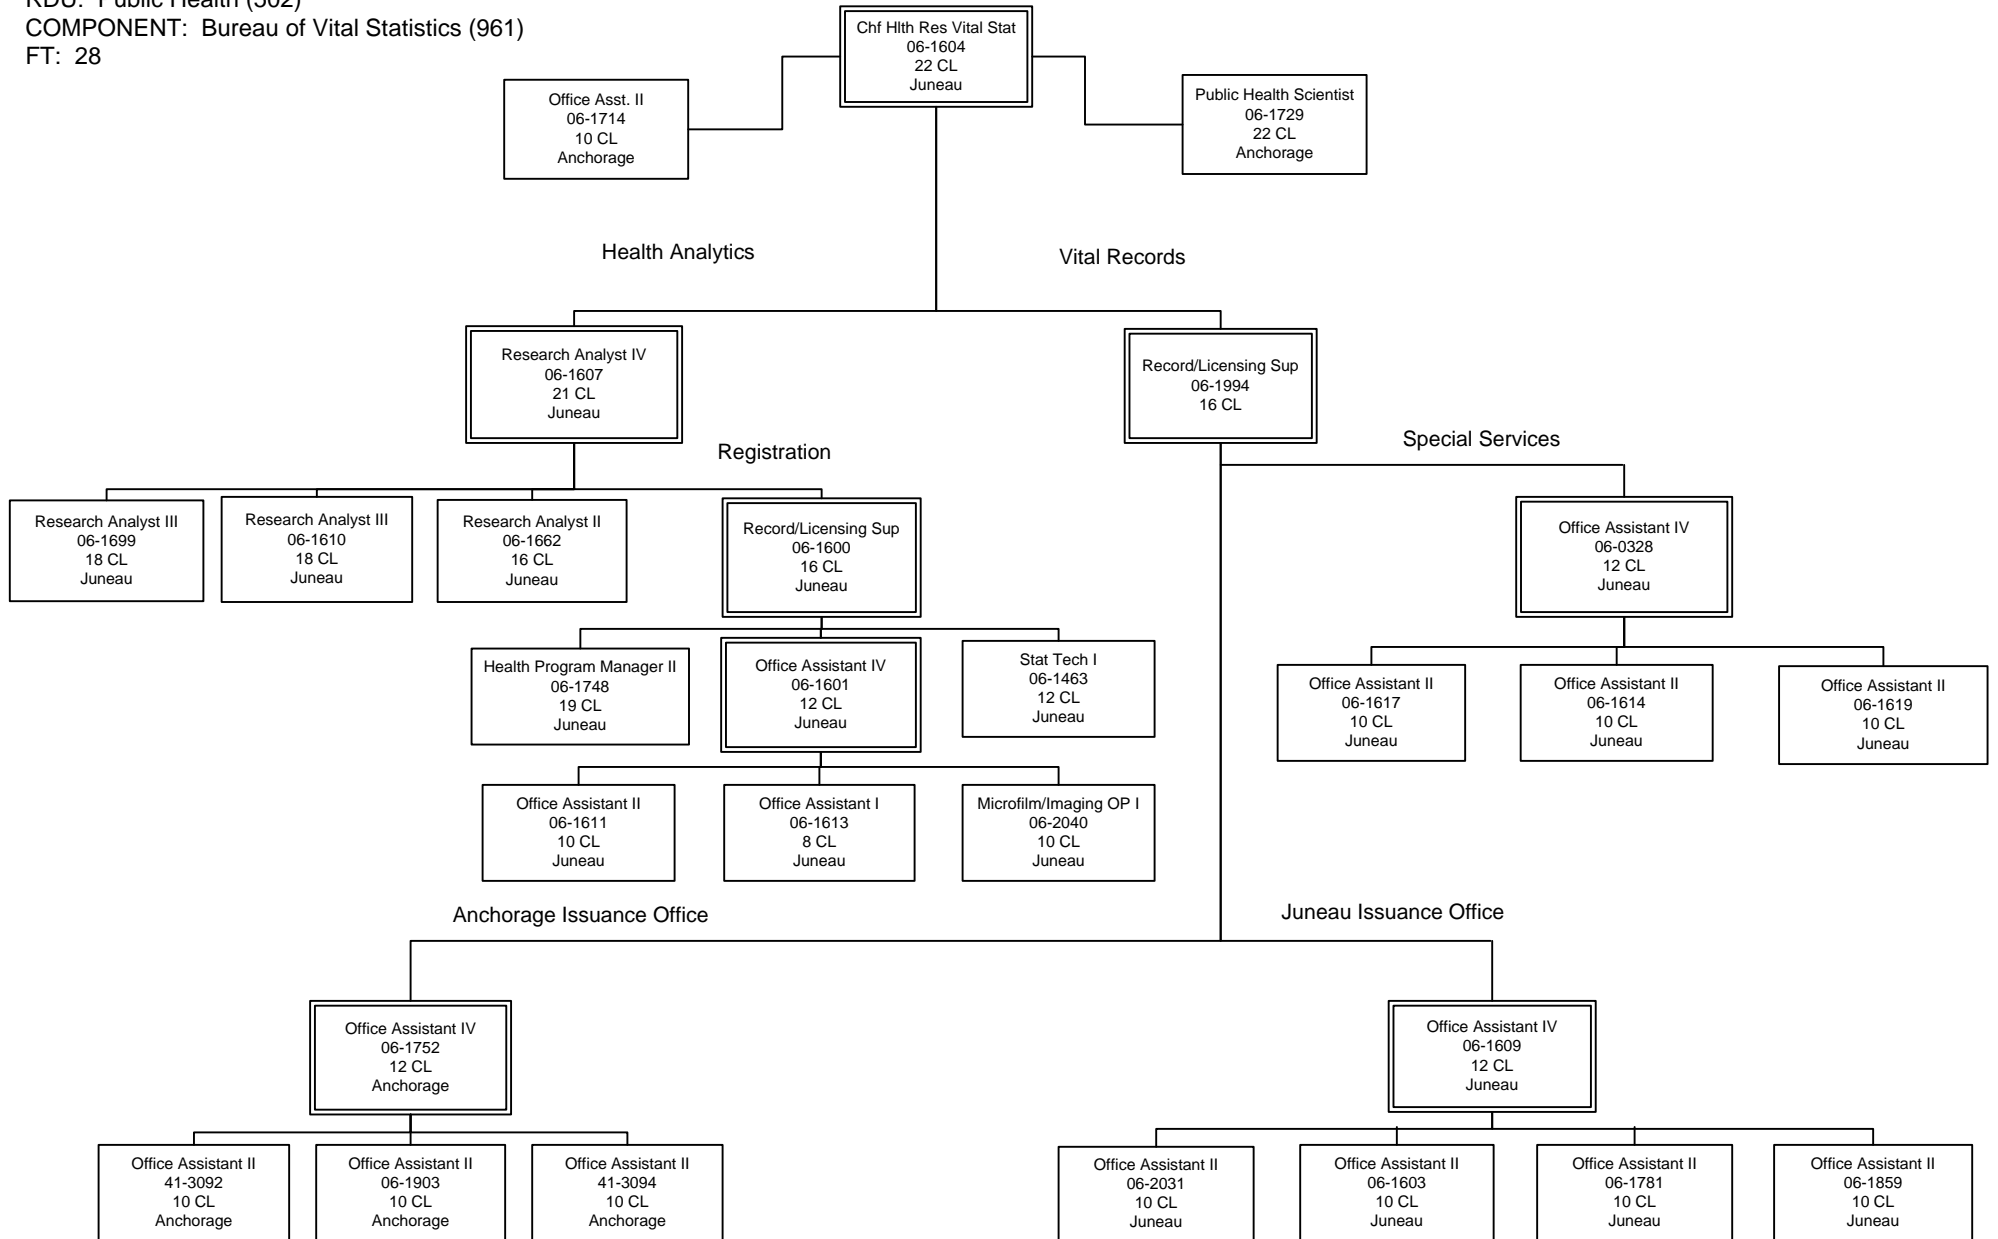 RDU: Public Health (502)
COMPONENT: Bureau of Vital Statistics (961)
FT: 28
Chf Hlth Res Vital Stat
06-1604
22 CL
Juneau
Office Asst. II
06-1714
10 CL
Anchorage
Public Health Scientist
06-1729
22 CL
Anchorage
Health Analytics
Vital Records
Research Analyst IV
06-1607
21 CL
Juneau
Record/Licensing Sup
06-1994
16 CL
Registration
Special Services
Research Analyst III
06-1699
18 CL
Juneau
Research Analyst III
06-1610
18 CL
Juneau
Research Analyst II
06-1662
16 CL
Juneau
Record/Licensing Sup
06-1600
16 CL
Juneau
Office Assistant IV
06-0328
12 CL
Juneau
Health Program Manager II
06-1748
19 CL
Juneau
Office Assistant IV
06-1601
12 CL
Juneau
Stat Tech I
06-1463
12 CL
Juneau
Office Assistant II
06-1617
10 CL
Juneau
Office Assistant II
06-1614
10 CL
Juneau
Office Assistant II
06-1619
10 CL
Juneau
Office Assistant II
06-1611
10 CL
Juneau
Office Assistant I
06-1613
8 CL
Juneau
Microfilm/Imaging OP I
06-2040
10 CL
Juneau
Anchorage Issuance Office
Juneau Issuance Office
Office Assistant IV
06-1752
12 CL
Anchorage
Office Assistant IV
06-1609
12 CL
Juneau
Office Assistant II
41-3092
10 CL
Anchorage
Office Assistant II
06-1903
10 CL
Anchorage
Office Assistant II
41-3094
10 CL
Anchorage
Office Assistant II
06-2031
10 CL
Juneau
Office Assistant II
06-1603
10 CL
Juneau
Office Assistant II
06-1781
10 CL
Juneau
Office Assistant II
06-1859
10 CL
Juneau